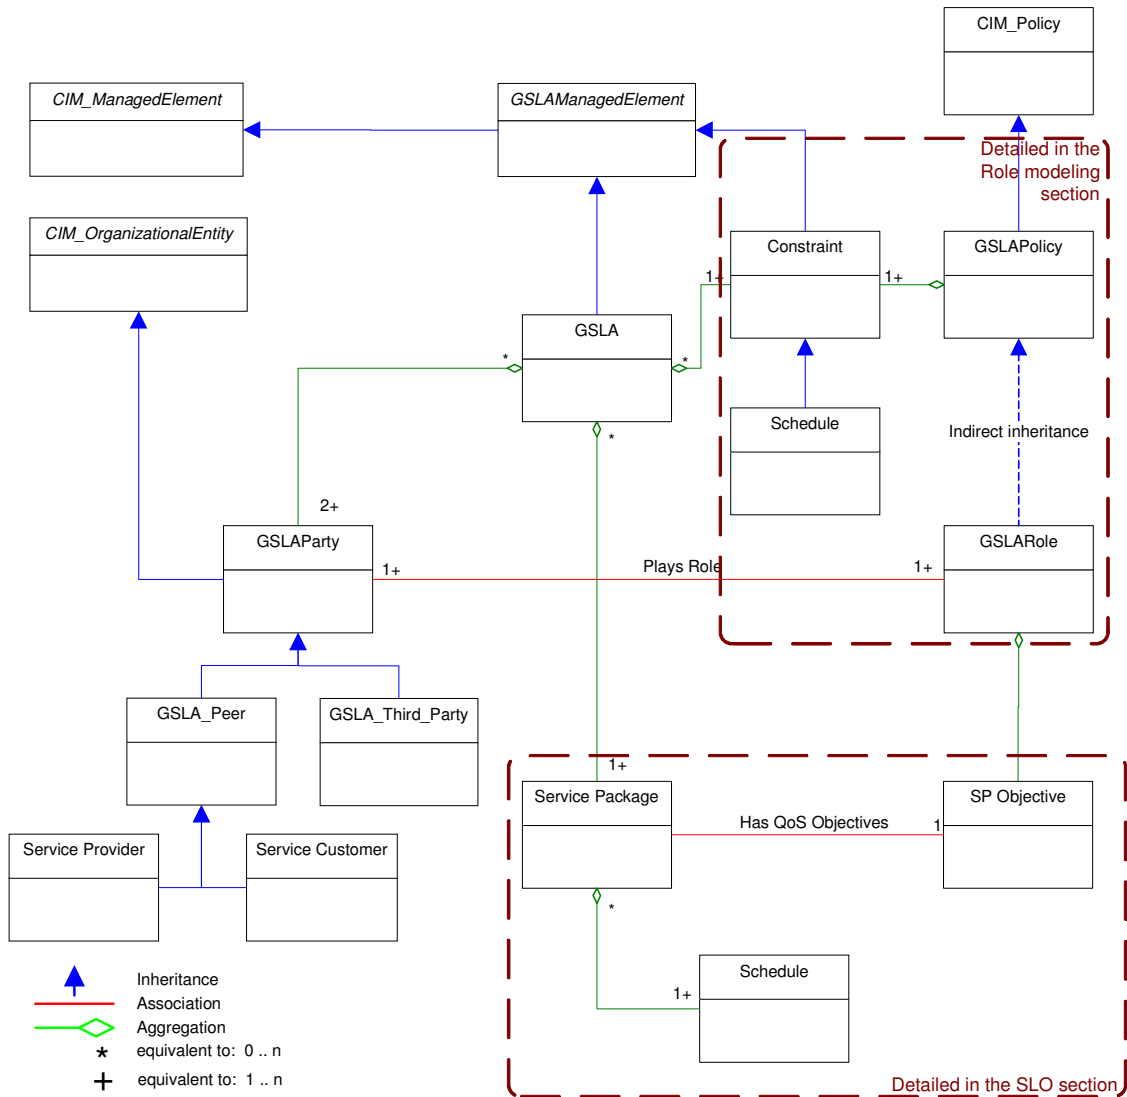 CIM_Policy
CIM_ManagedElement
GSLAManagedElement
Detailed in the
Role modeling
section
CIM_OrganizationalEntity
Constraint
GSLAPolicy
1+
1+
GSLA
*
*
Schedule
Indirect inheritance
*
2+
GSLAParty
GSLARole
1+
Plays Role
1+
GSLA_Peer
GSLA_Third_Party
1+
Service Package
SP Objective
Has QoS Objectives
1
Service Provider
Service Customer
*
Schedule
1+
Inheritance
Association
Aggregation
* equivalent to: 0 .. n
+ equivalent to: 1 .. n
Detailed in the SLO section